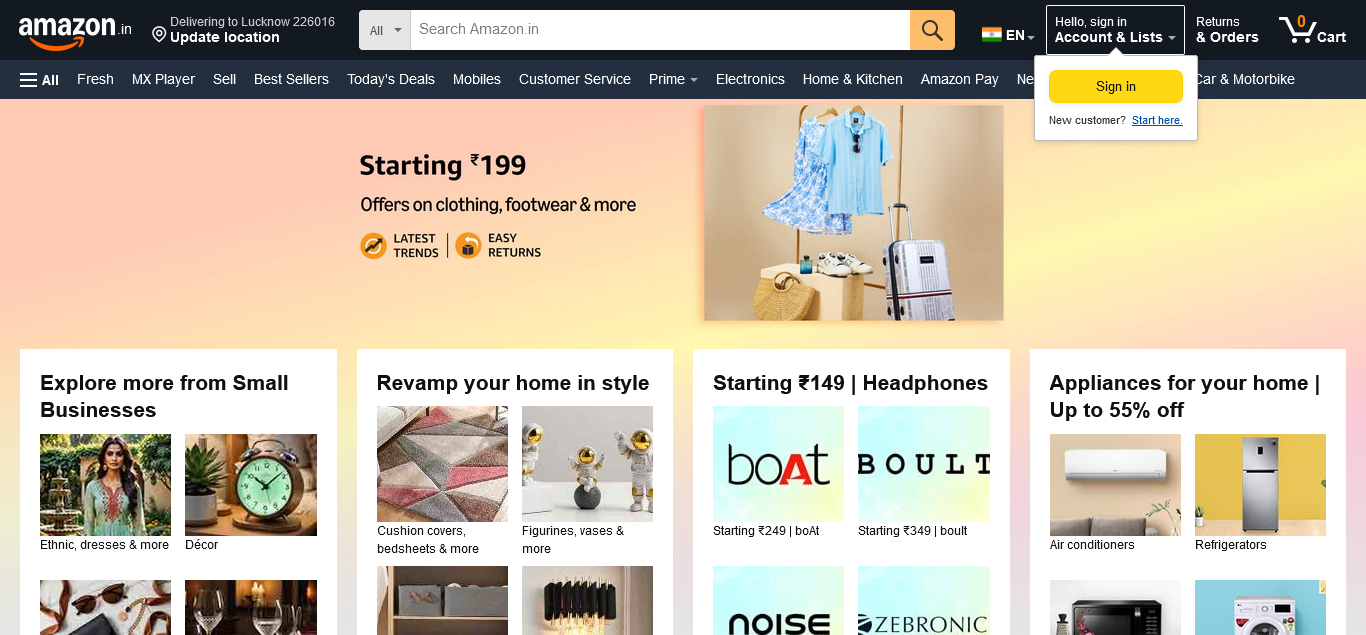 amazon.in
Delivering to Lucknow 226016
Update location
All
Search Amazon.in
EN
Hello, sign in
Account & Lists
Returns
& Orders
0
Cart
All
Fresh
MX Player
Sell
Best Sellers
Today's Deals
Mobiles
Customer Service
Prime
Electronics
Home & Kitchen
Amazon Pay
Car & Motorbike
Sign in
New customer? Start here.
Starting ₹199
Offers on clothing, footwear & more
LATEST
TRENDS
EASY
RETURNS
Explore more from Small
Businesses
Ethnic, dresses & more
Décor
Revamp your home in style
Cushion covers,
bedsheets & more
Figurines, vases &
more
Starting ₹149 | Headphones
boAt
BOULT
Starting ₹249 | boAt
Starting ₹349 | boult
noise
ZEBRONIC
Appliances for your home |
Up to 55% off
Air conditioners
Refrigerators